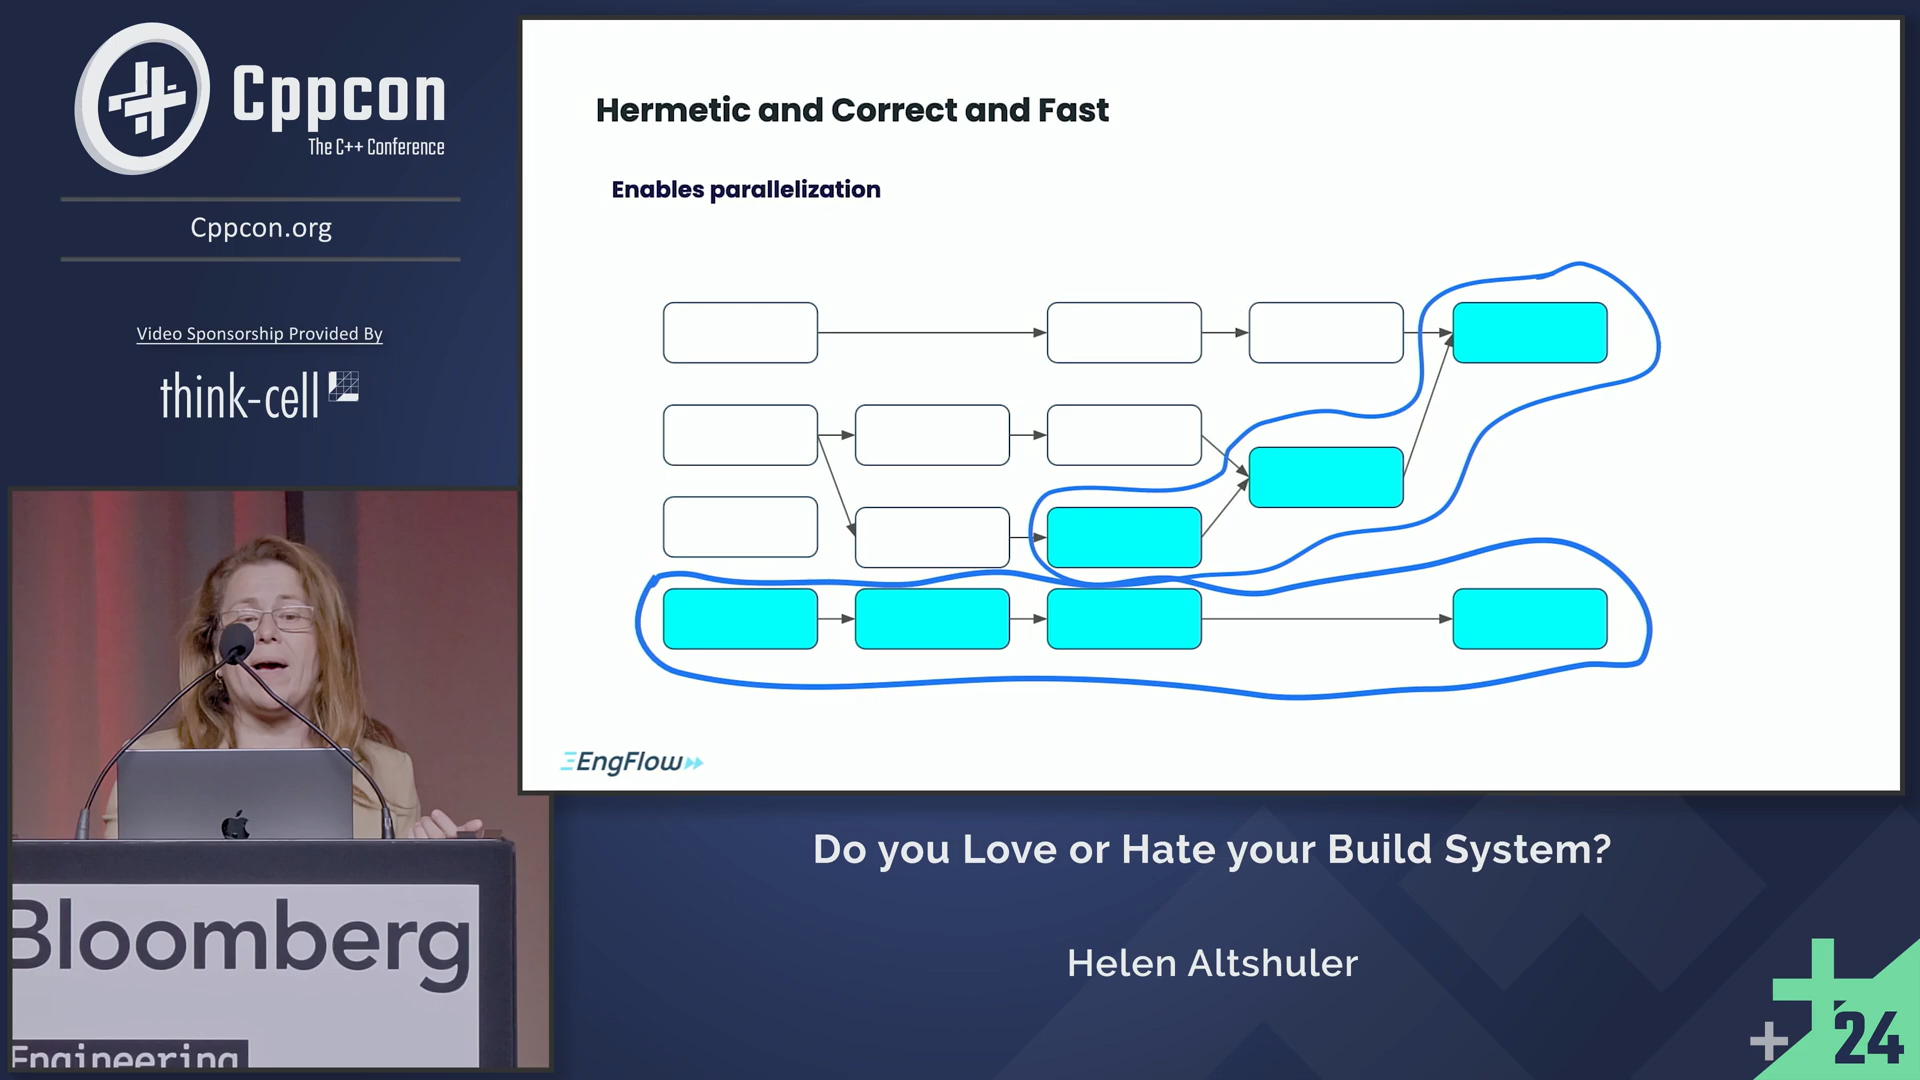 Cppcon
The C++ Conference
Cppcon.org
Video Sponsorship Provided By
think-cell
Hermetic and Correct and Fast
Enables parallelization
EngFlow
Bloomberg
Engineering
Do you Love or Hate your Build System?
Helen Altshuler
24